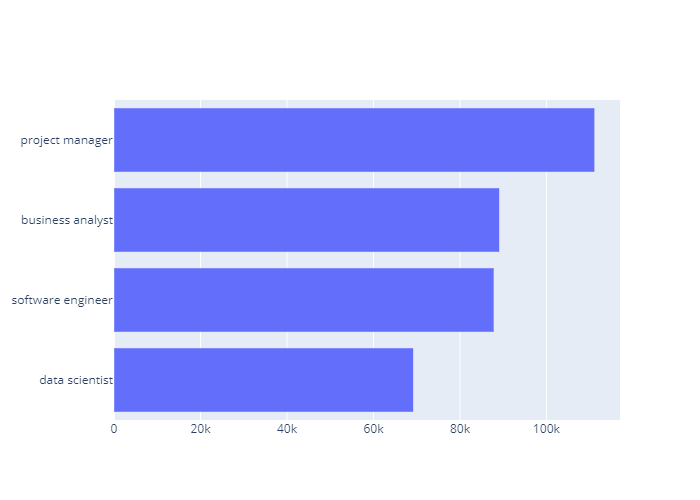 project manager
business analyst
software engineer
data scientist
0 20k 40k 60k 80k 100k